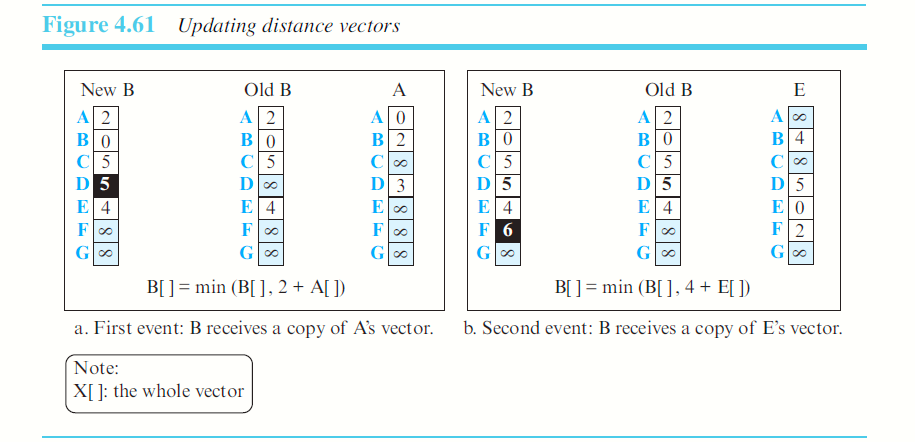 Figure 4.61 Updating distance vectors
New B Old B A
A 2 A 2 A 0
B 0 B 0 B 2
C 5 C 5 C ∞
D 5 D ∞ D 3
E 4 E 4 E ∞
F ∞ F ∞ F ∞
G ∞ G ∞ G ∞
B[ ] = min (B[ ], 2 + A[ ])
a. First event: B receives a copy of A's vector.
New B Old B E
A 2 A 2 A ∞
B 0 B 0 B 4
C 5 C 5 C ∞
D 5 D 5 D 5
E 4 E 4 E 0
F 6 F ∞ F 2
G ∞ G ∞ G ∞
B[ ] = min (B[ ], 4 + E[ ])
b. Second event: B receives a copy of E's vector.
Note:
X[ ]: the whole vector